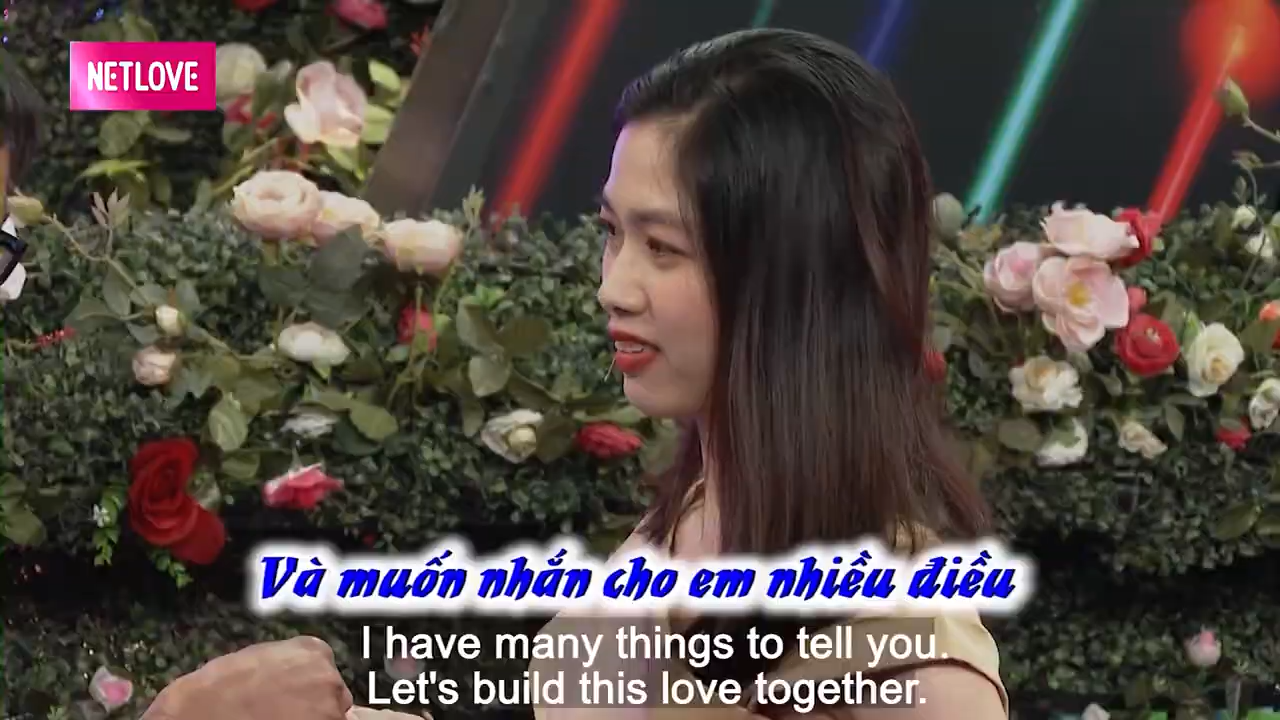 NETLOVE
Và muốn nhắn cho em nhiều điều
I have many things to tell you.
Let's build this love together.